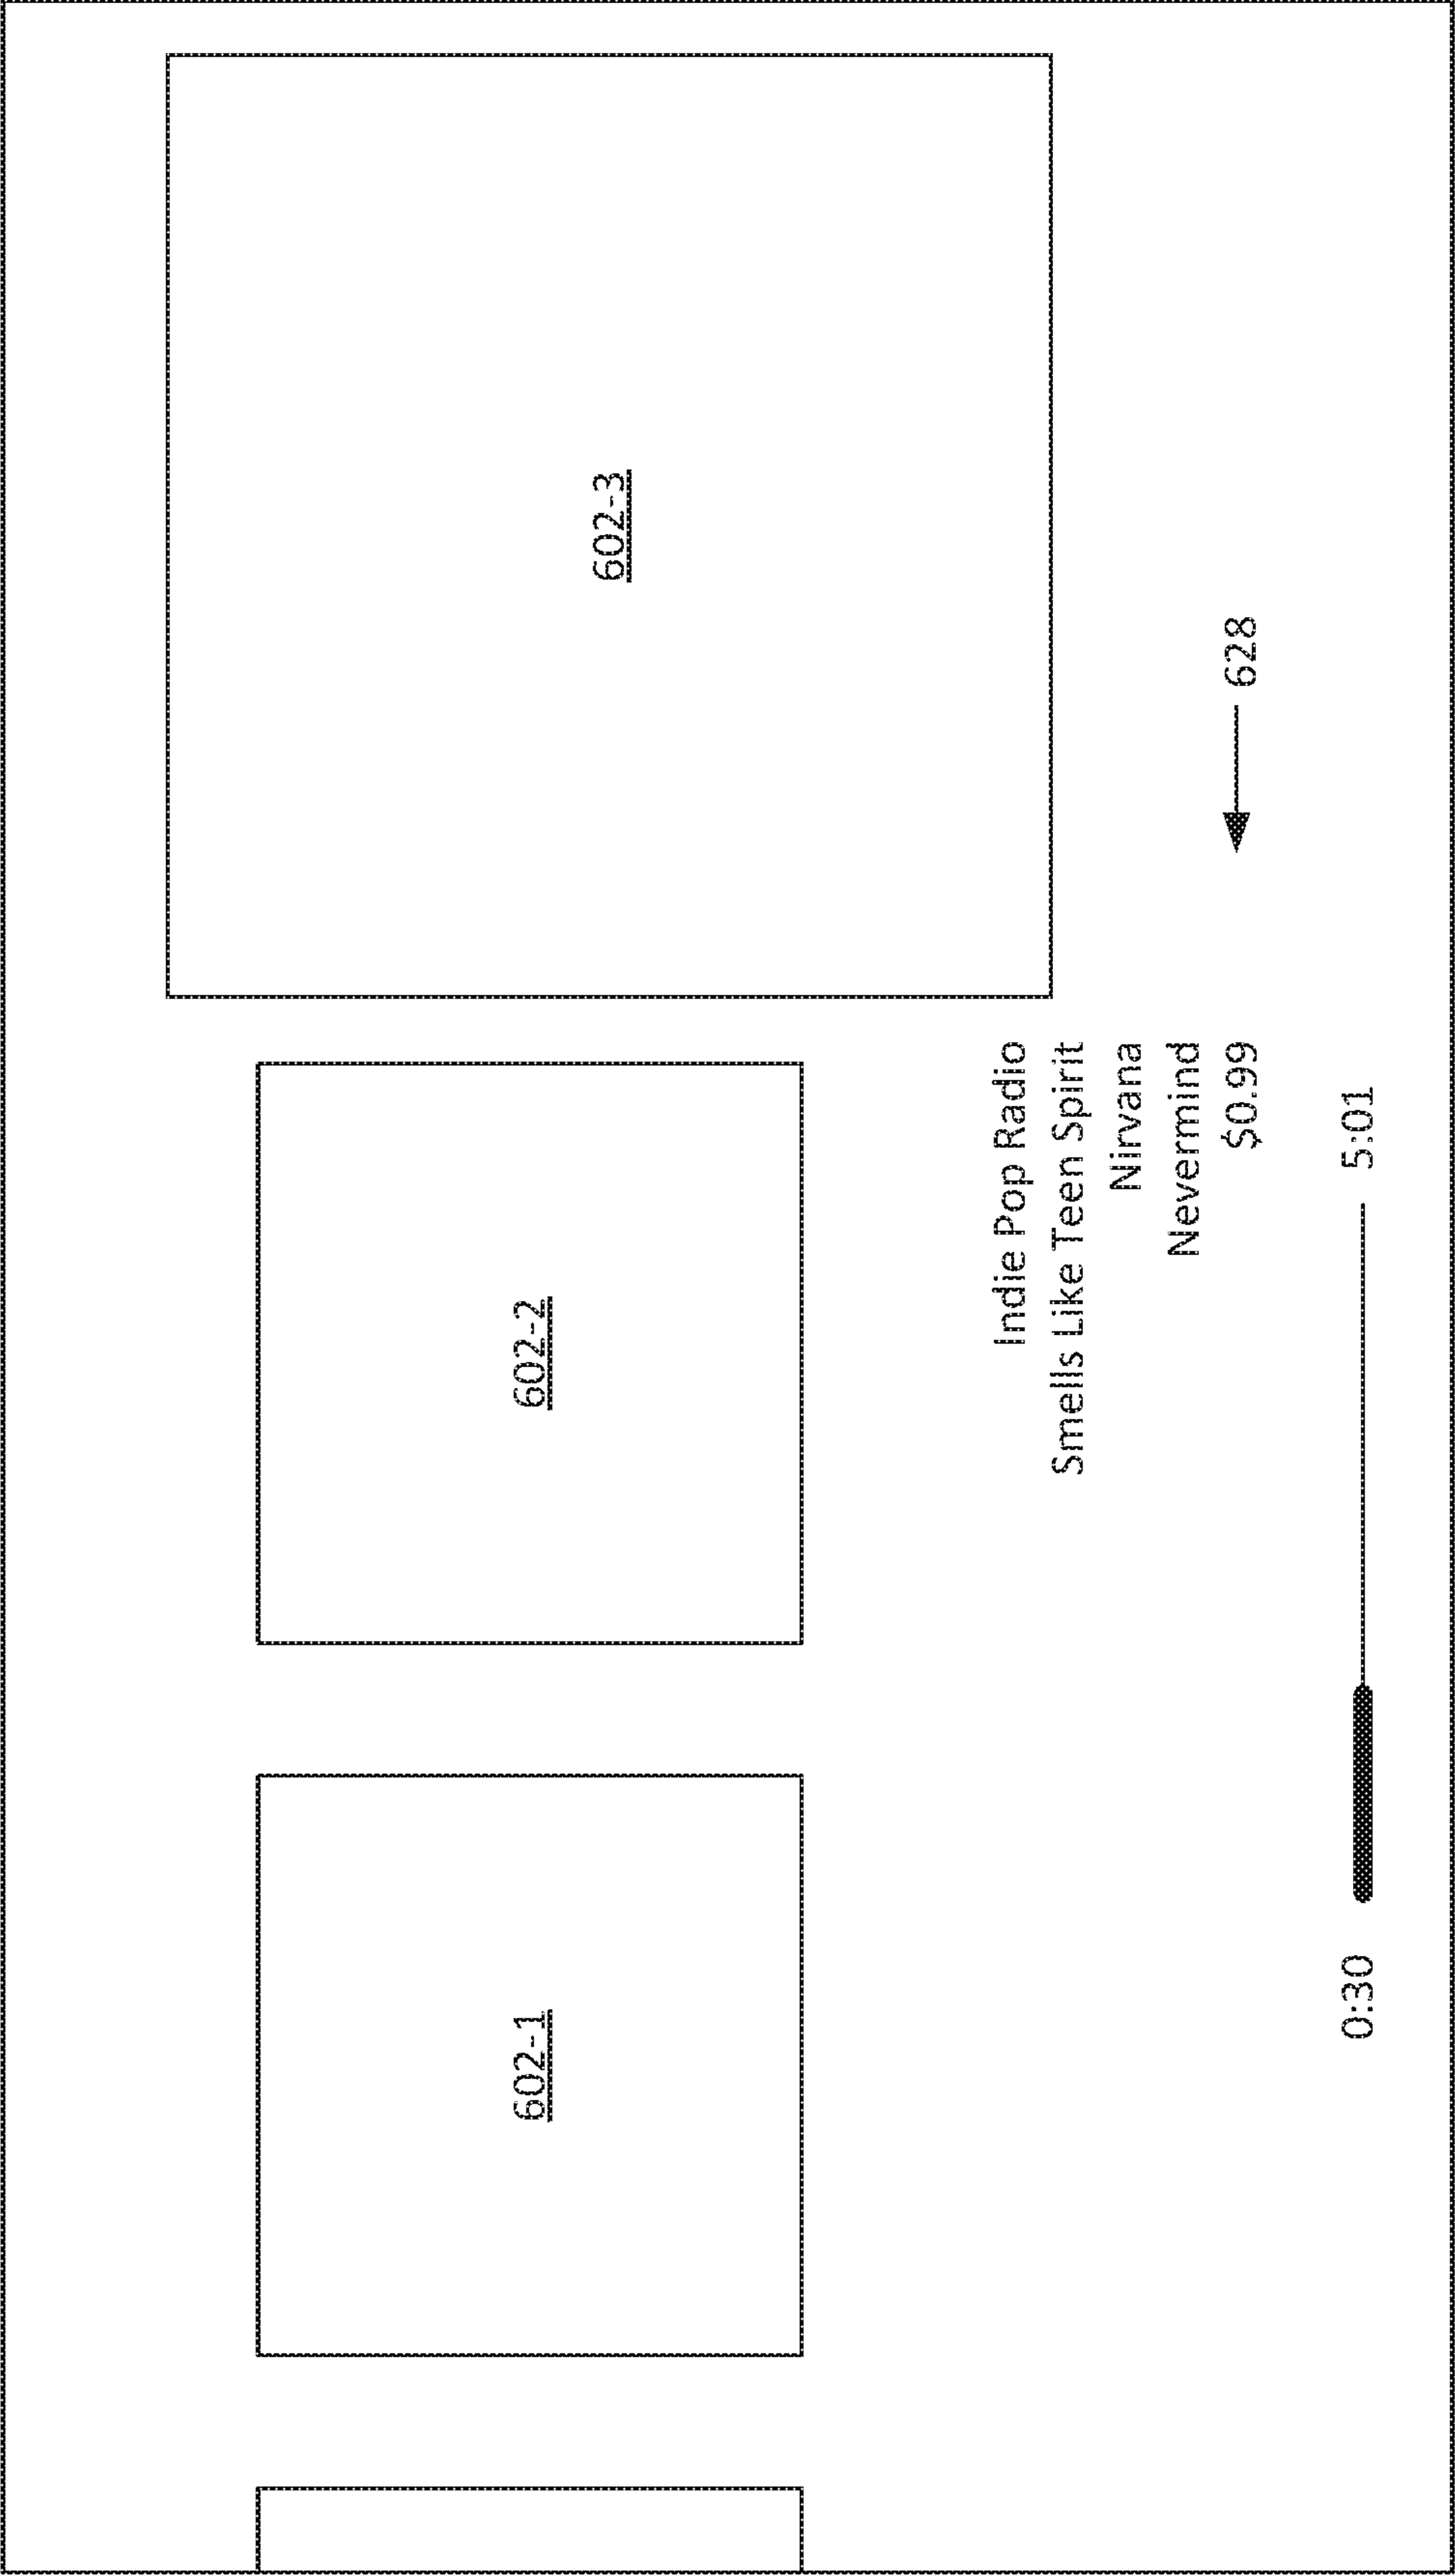 602-1
602-2
602-3
Indie Pop Radio
Smells Like Teen Spirit
Nirvana
Nevermind
$0.99
628
0:30
5:01